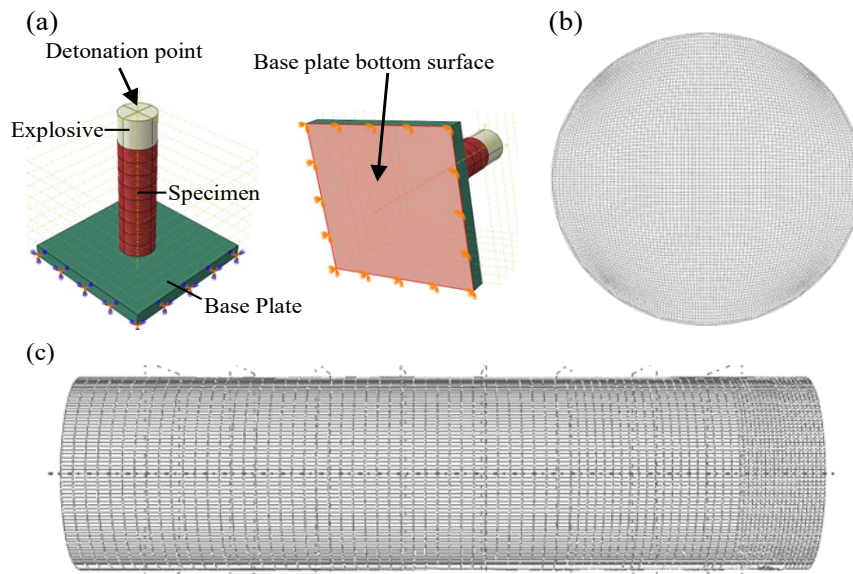 (a)
Detonation point
Explosive
Specimen
Base Plate
Base plate bottom surface
(b)
(c)